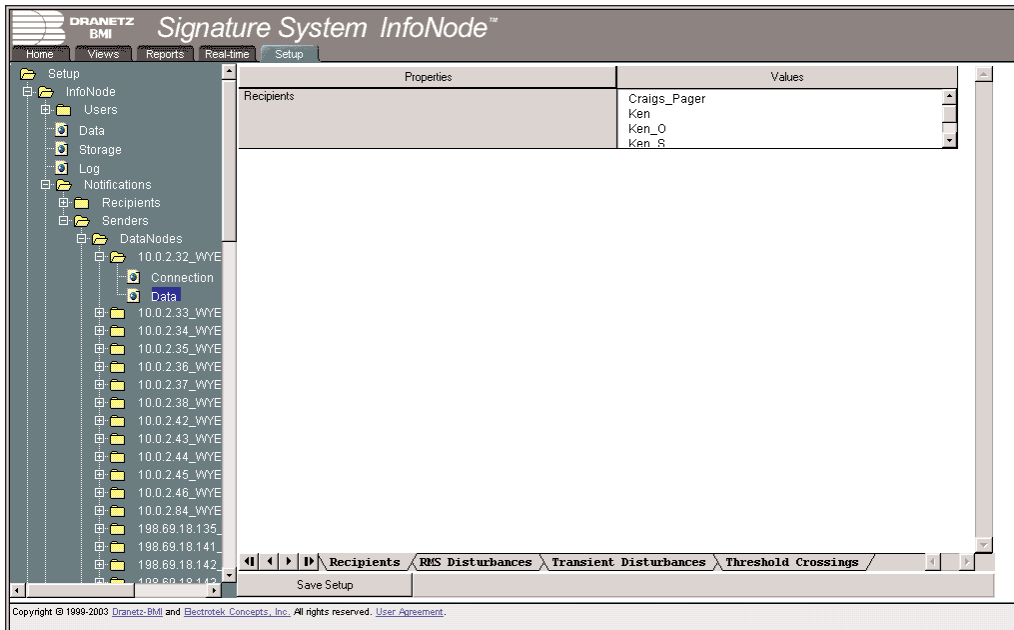 DRANETZ
BMI
Signature System InfoNode™
Home Views Reports Real-time Setup
Setup
InfoNode
Users
Data
Storage
Log
Notifications
Recipients
Senders
DataNodes
10.0.2.32_WYE
Connection
Data
10.0.2.33_WYE
10.0.2.34_WYE
10.0.2.35_WYE
10.0.2.36_WYE
10.0.2.37_WYE
10.0.2.38_WYE
10.0.2.42_WYE
10.0.2.43_WYE
10.0.2.44_WYE
10.0.2.45_WYE
10.0.2.46_WYE
10.0.2.84_WYE
198.69.18.135_
198.69.18.141_
198.69.18.142_
198.69.18.143
Properties Values
Recipients
Craigs_Pager
Ken
Ken_O
Ken_S
Recipients RMS Disturbances Transient Disturbances Threshold Crossings
Save Setup
Copyright © 1999-2003 Dranetz-BMI and Electrotek Concepts, Inc. All rights reserved. User Agreement.